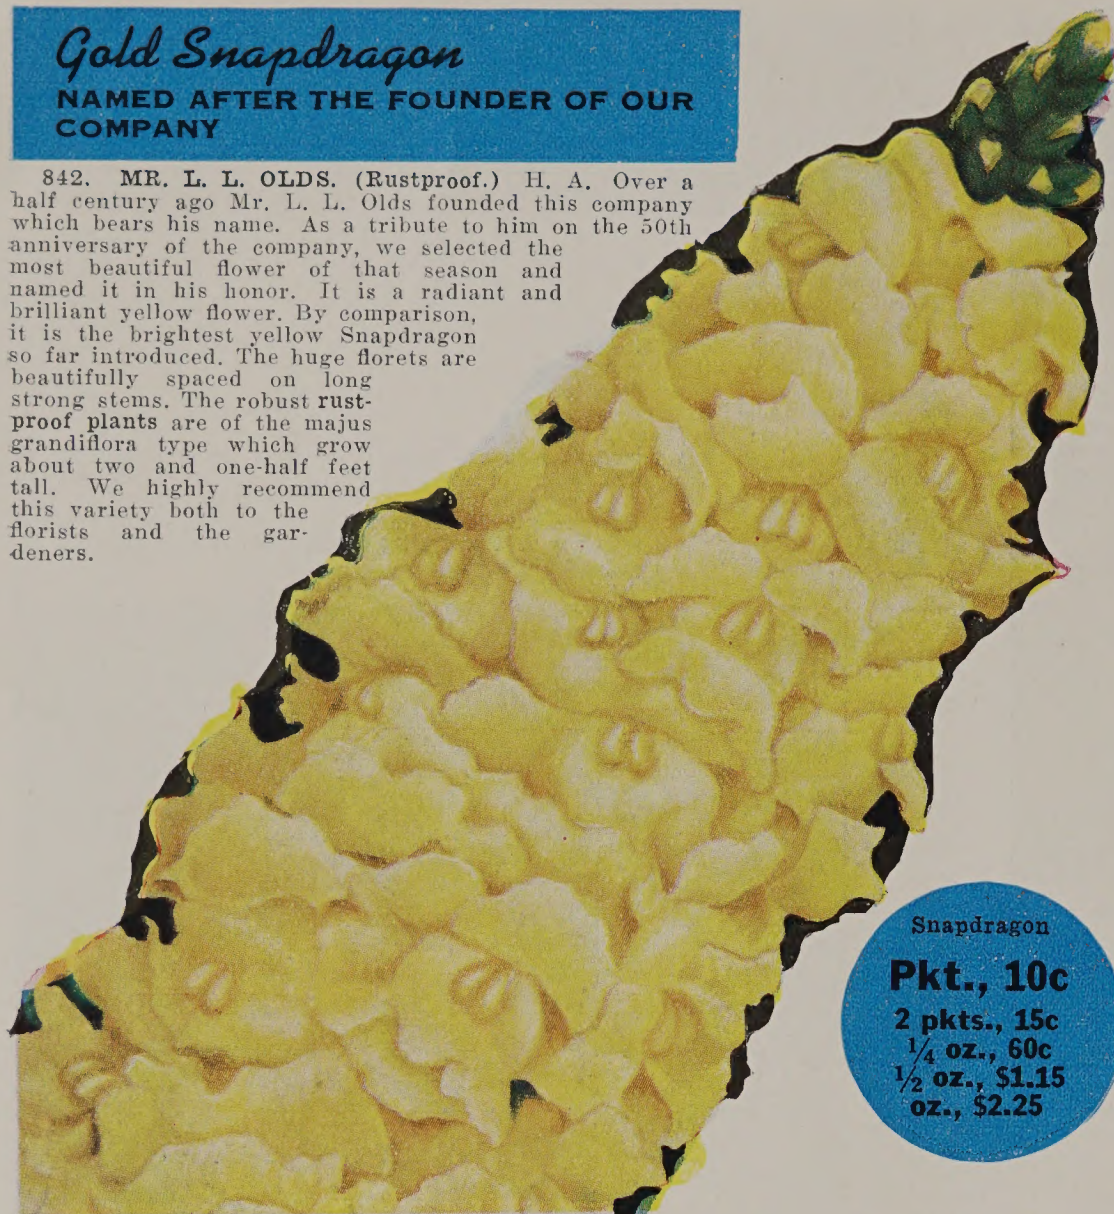 Gold Snapdragon
NAMED AFTER THE FOUNDER OF OUR
COMPANY
842. MR. L. L. OLDS. (Rustproof.) H. A. Over a
half century ago Mr. L. L. Olds founded this company
which bears his name. As a tribute to him on the 50th
anniversary of the company, we selected the
most beautiful flower of that season and
named it in his honor. It is a radiant and
brilliant yellow flower. By comparison,
it is the brightest yellow Snapdragon
so far introduced. The huge florets are
beautifully spaced on long
strong stems. The robust rust-
proof plants are of the majus
grandiflora type which grow
about two and one-half feet
tall. We highly recommend
this variety both to the
florists and the gar-
deners.
Snapdragon
Pkt., 10c
2 pkts., 15c
1/4 oz., 60c
1/2 oz., $1.15
oz., $2.25